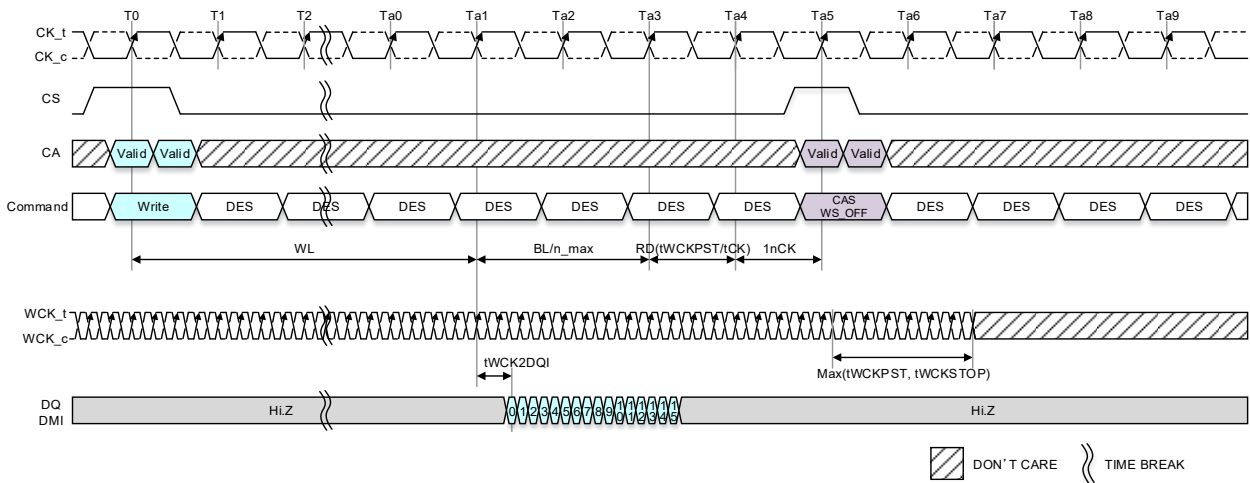 T0 T1 T2 Ta0 Ta1 Ta2 Ta3 Ta4 Ta5 Ta6 Ta7 Ta8 Ta9
CK_t
CK_c
CS
CA Valid Valid Valid Valid
Command Write DES DES DES DES DES DES DES CAS WS_OFF DES DES DES DES
WL BL/n_max RD(tWCKPST/tCK) 1nCK
WCK_t
WCK_c
tWCK2DQI
Max(tWCKPST, tWCKSTOP)
DQ
DMI
Hi.Z 0 1 2 3 4 5 6 7 8 9 10 11 12 13 14 15 Hi.Z
DON'T CARE TIME BREAK